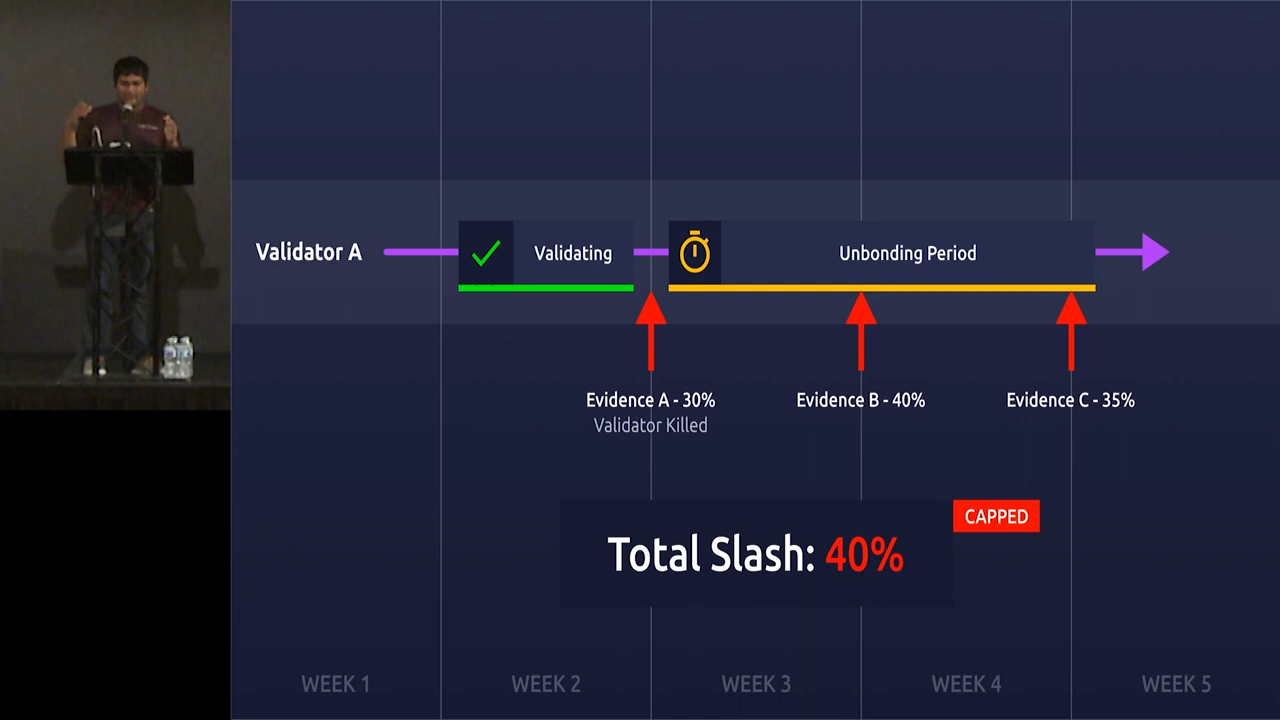 Validator A
Validating
Unbonding Period
Evidence A - 30%
Validator Killed
Evidence B - 40%
Evidence C - 35%
CAPPED
Total Slash: 40%
WEEK 1
WEEK 2
WEEK 3
WEEK 4
WEEK 5